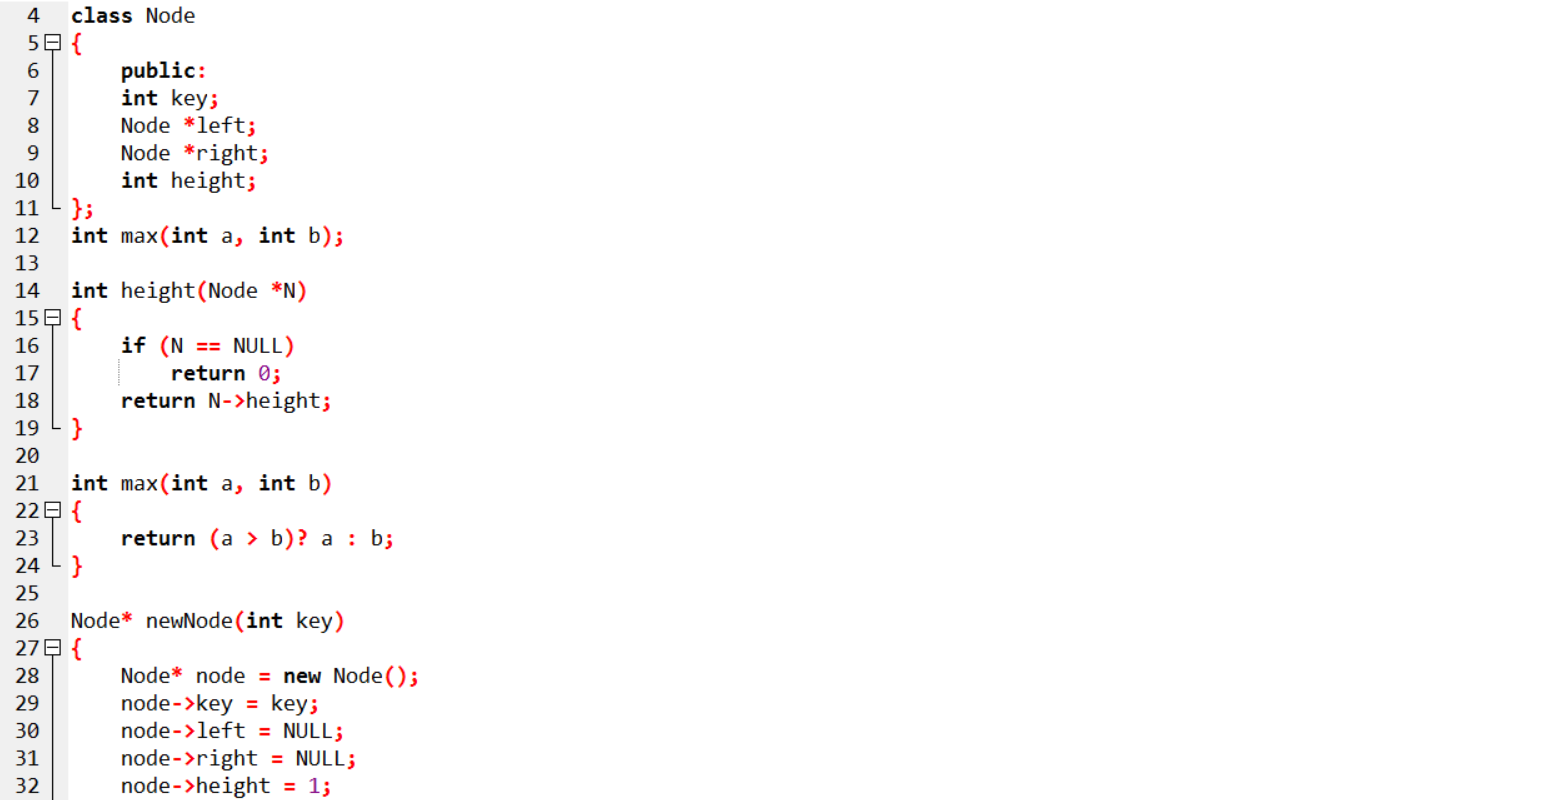 4 class Node
5 {
6     public:
7     int key;
8     Node *left;
9     Node *right;
10     int height;
11 };
12 int max(int a, int b);
13
14 int height(Node *N)
15 {
16     if (N == NULL)
17         return 0;
18     return N->height;
19 }
20
21 int max(int a, int b)
22 {
23     return (a > b)? a : b;
24 }
25
26 Node* newNode(int key)
27 {
28     Node* node = new Node();
29     node->key = key;
30     node->left = NULL;
31     node->right = NULL;
32     node->height = 1;